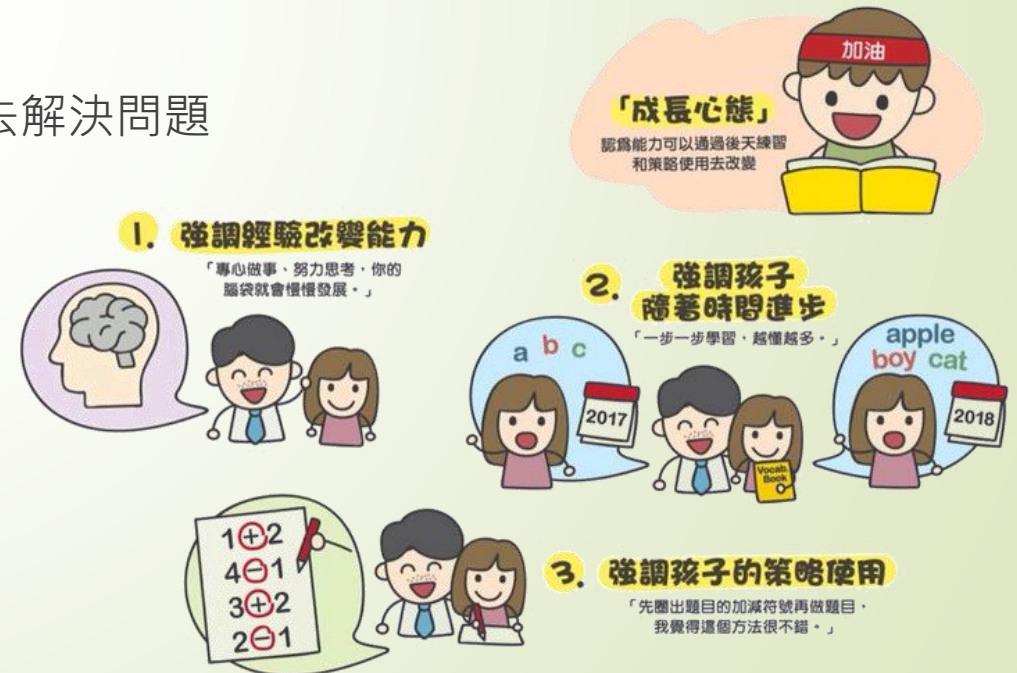 去解決問題
加油
「成長心態」
認為能力可以通過後天練習
和策略使用去改變
1. 強調經驗改變能力
「專心做事、努力思考，你的
腦袋就會慢慢發展。」
2. 強調孩子
隨著時間進步
「一步一步學習，越懂越多。」
a b c
2017
Vocab.
Book
apple
boy cat
2018
1+2
4-1
3+2
2-1
3. 強調孩子的策略使用
「先圈出題目的加減符號再做題目，
我覺得這個方法很不錯。」